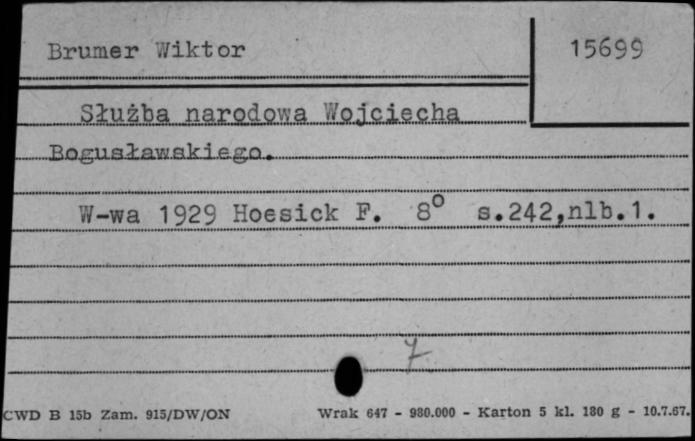 Brumer Wiktor
15699
Służba narodowa Wojciecha
Bogusławskiego.
W-wa 1929 Hoesick F. 8° s.242,nlb.1.
7
CWD B 15b Zam. 915/DW/ON Wrak 647 - 980.000 - Karton 5 kl. 180 g - 10.7.67.